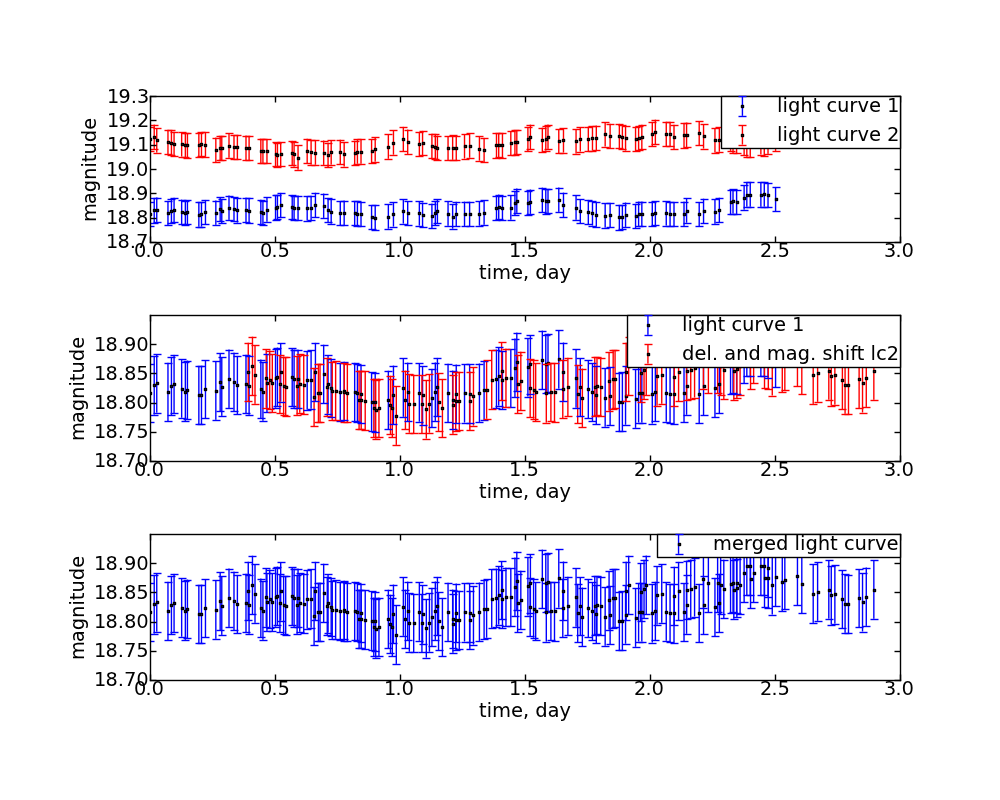 19.3
19.2
19.1
19.0
18.9
18.8
18.7
magnitude
light curve 1
light curve 2
0.0 0.5 1.0 1.5 2.0 2.5 3.0
time, day
18.90
18.85
18.80
18.75
18.70
magnitude
light curve 1
del. and mag. shift lc2
0.0 0.5 1.0 1.5 2.0 2.5 3.0
time, day
18.90
18.85
18.80
18.75
18.70
magnitude
merged light curve
0.0 0.5 1.0 1.5 2.0 2.5 3.0
time, day